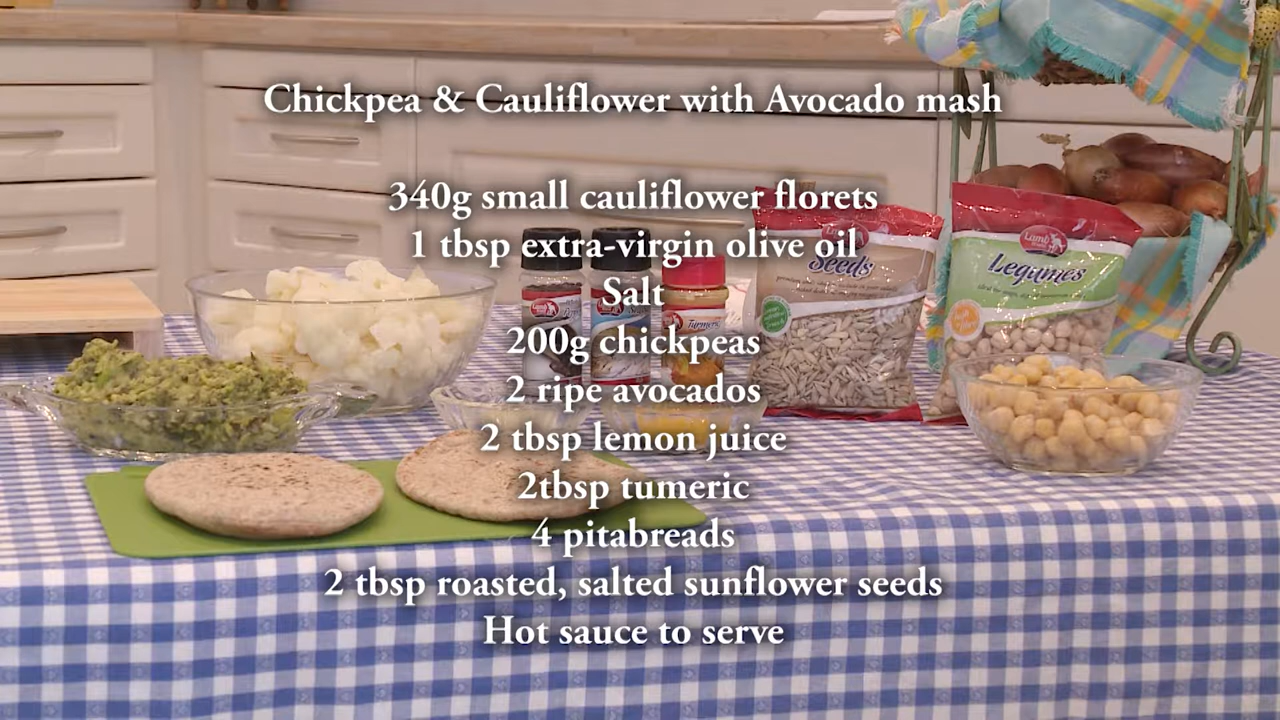 Chickpea & Cauliflower with Avocado mash
340g small cauliflower florets
1 tbsp extra-virgin olive oil
Salt
200g chickpeas
2 ripe avocados
2 tbsp lemon juice
2tbsp tumeric
4 pitabreads
2 tbsp roasted, salted sunflower seeds
Hot sauce to serve
Lamb
Seeds
Lamb
Legumes